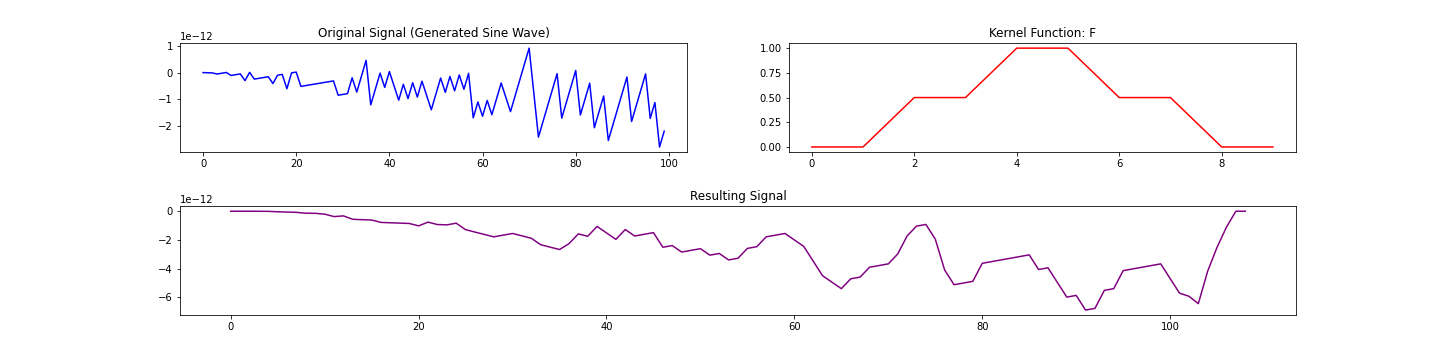 Original Signal (Generated Sine Wave)
Kernel Function: F
1e−12
1
0
−1
−2
0 20 40 60 80 100
1.00
0.75
0.50
0.25
0.00
0 2 4 6 8
Resulting Signal
1e−12
0
−2
−4
−6
0 20 40 60 80 100